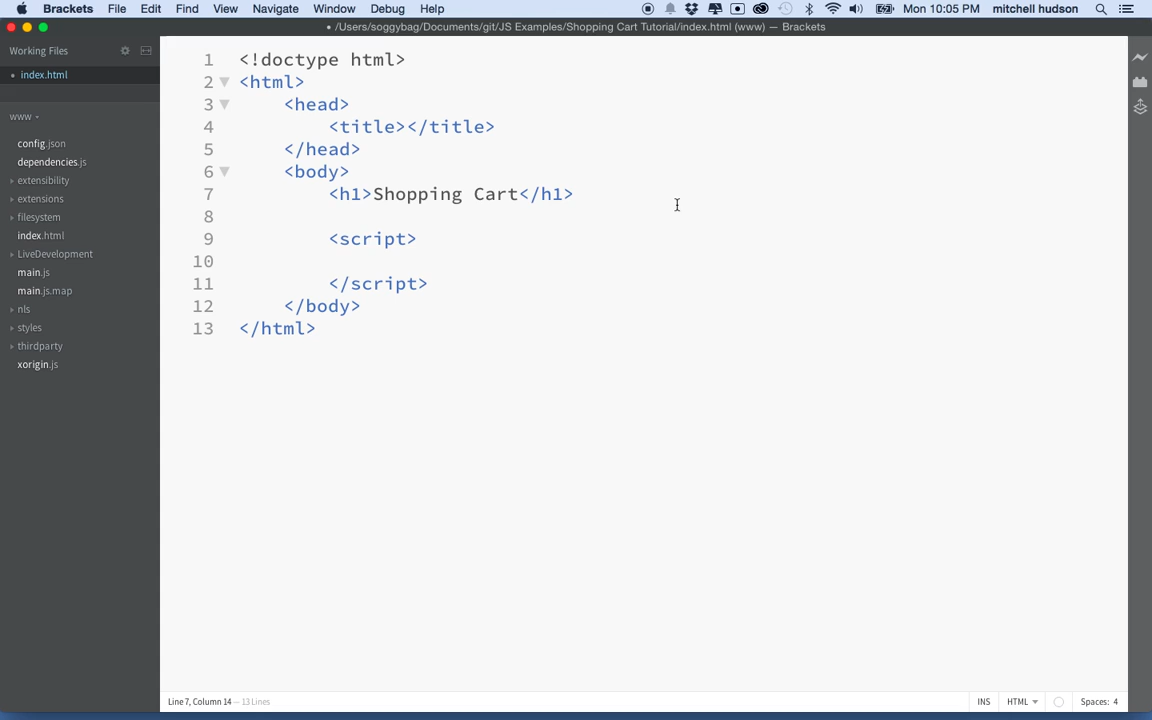 Brackets File Edit View Navigate Window Debug Help Mon 10:05 PM mitchell hudson
• /Users/soggybag/Documents/git/JS Examples/Shopping Cart Tutorial/index.html (www) — Brackets
Working Files
• index.html
www
config.json
dependencies.js
extensibility
extensions
filesystem
index.html
LiveDevelopment
main.js
main.js.map
nls
styles
thirdparty
xorigin.js
1 <!doctype html>
2 <html>
3 <head>
4 <title></title>
5 </head>
6 <body>
7 <h1>Shopping Cart</h1>
8
9 <script>
10
11 </script>
12 </body>
13 </html>
Line 7, Column 14 — 13 Lines INS HTML Spaces: 4